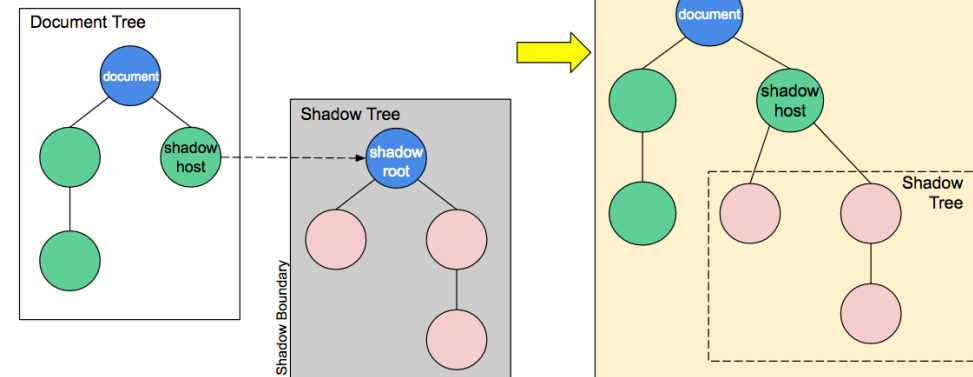 Document Tree
document
shadow
host
Shadow Tree
shadow
root
Shadow Boundary
document
shadow
host
Shadow
Tree